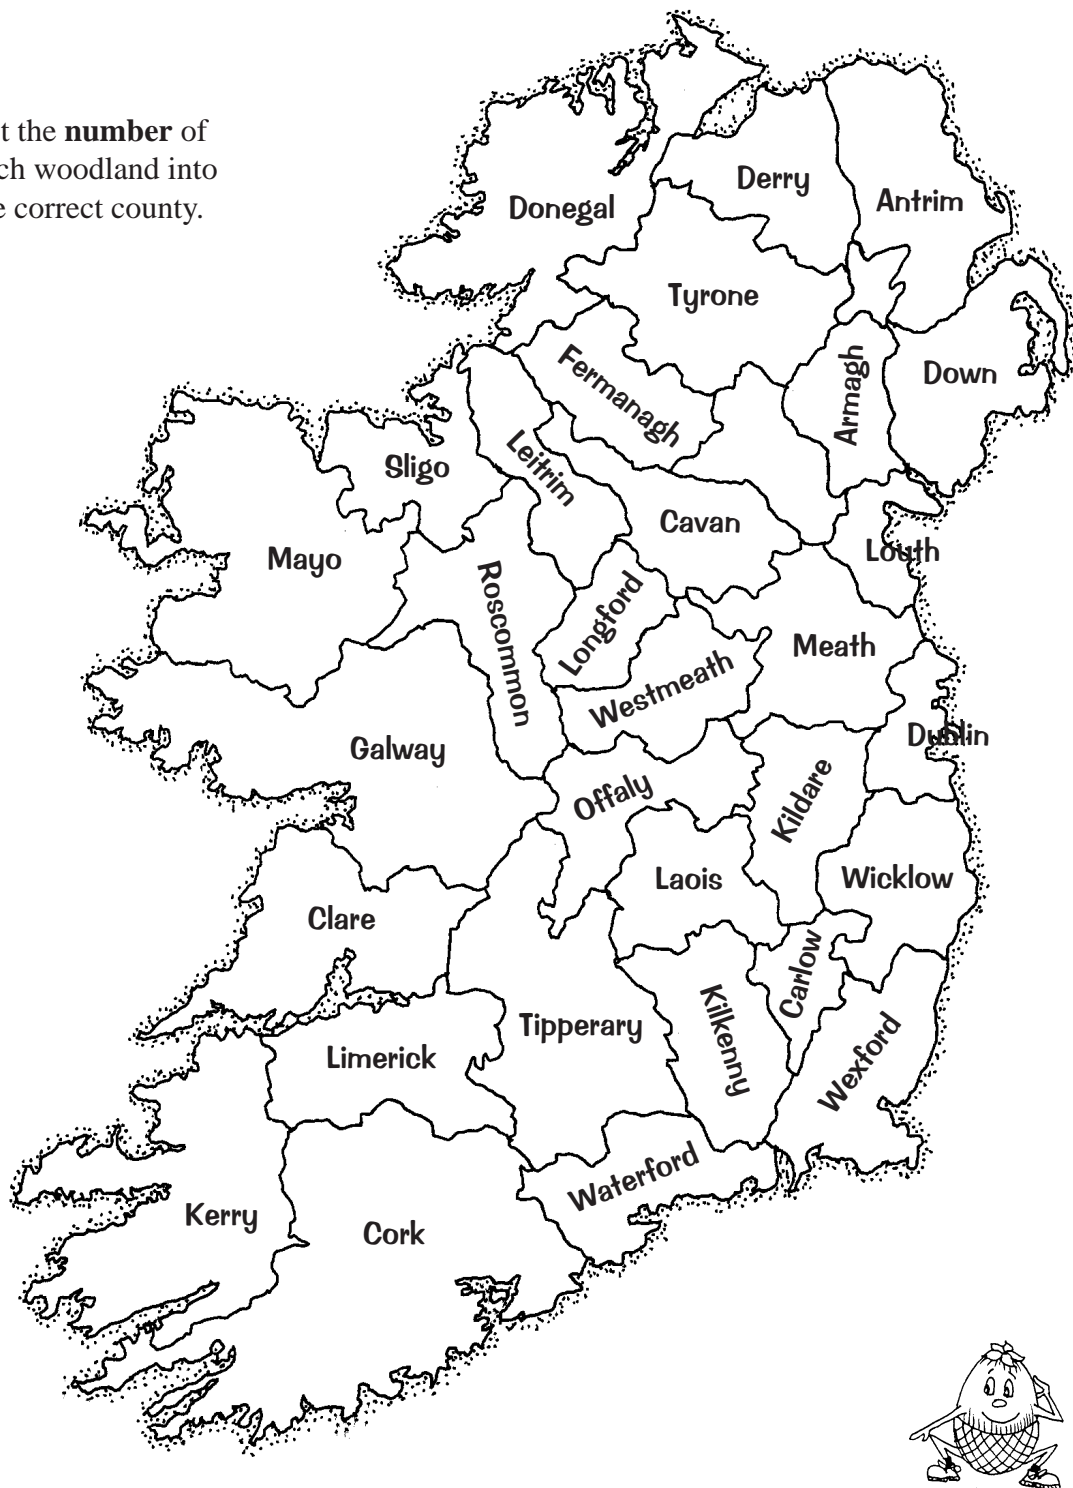 t the number of
ch woodland into
e correct county.
Derry
Antrim
Donegal
Tyrone
Fermanagh
Armagh
Down
Leitrim
Sligo
Cavan
Louth
Mayo
Roscommon
Longford
Meath
Westmeath
Galway
Dublin
Offaly
Kildare
Laois
Wicklow
Clare
Carlow
Tipperary
Kilkenny
Limerick
Wexford
Waterford
Kerry
Cork